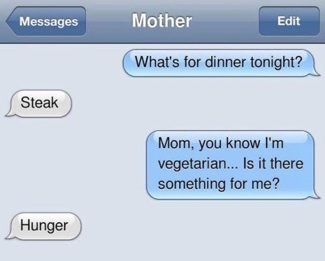 Messages Mother Edit
What's for dinner tonight?
Steak
Mom, you know I'm
vegetarian... Is it there
something for me?
Hunger